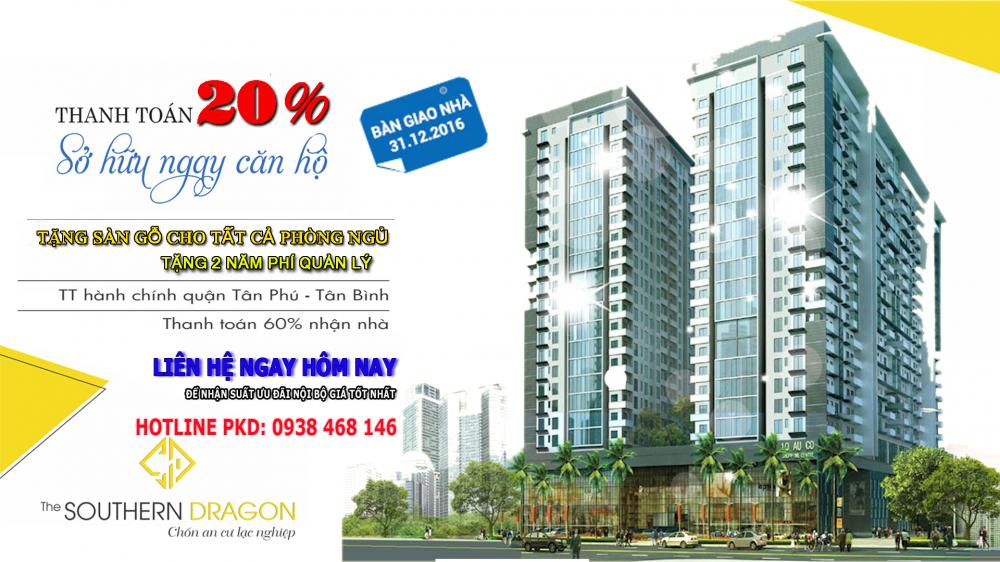 THANH TOÁN 20%
Sở hữu ngay căn hộ
BÀN GIAO NHÀ
31.12.2016
TẶNG SÀN GỖ CHO TẤT CẢ PHÒNG NGỦ
TẶNG 2 NĂM PHÍ QUẢN LÝ
TT hành chính quận Tân Phú - Tân Bình
Thanh toán 60% nhận nhà
LIÊN HỆ NGAY HÔM NAY
ĐỂ NHẬN SUẤT ƯU ĐÃI NỘI BỘ GIÁ TỐT NHẤT
HOTLINE PKD: 0938 468 146
The SOUTHERN DRAGON
Chốn an cư lạc nghiệp
AU CO
CENTRE